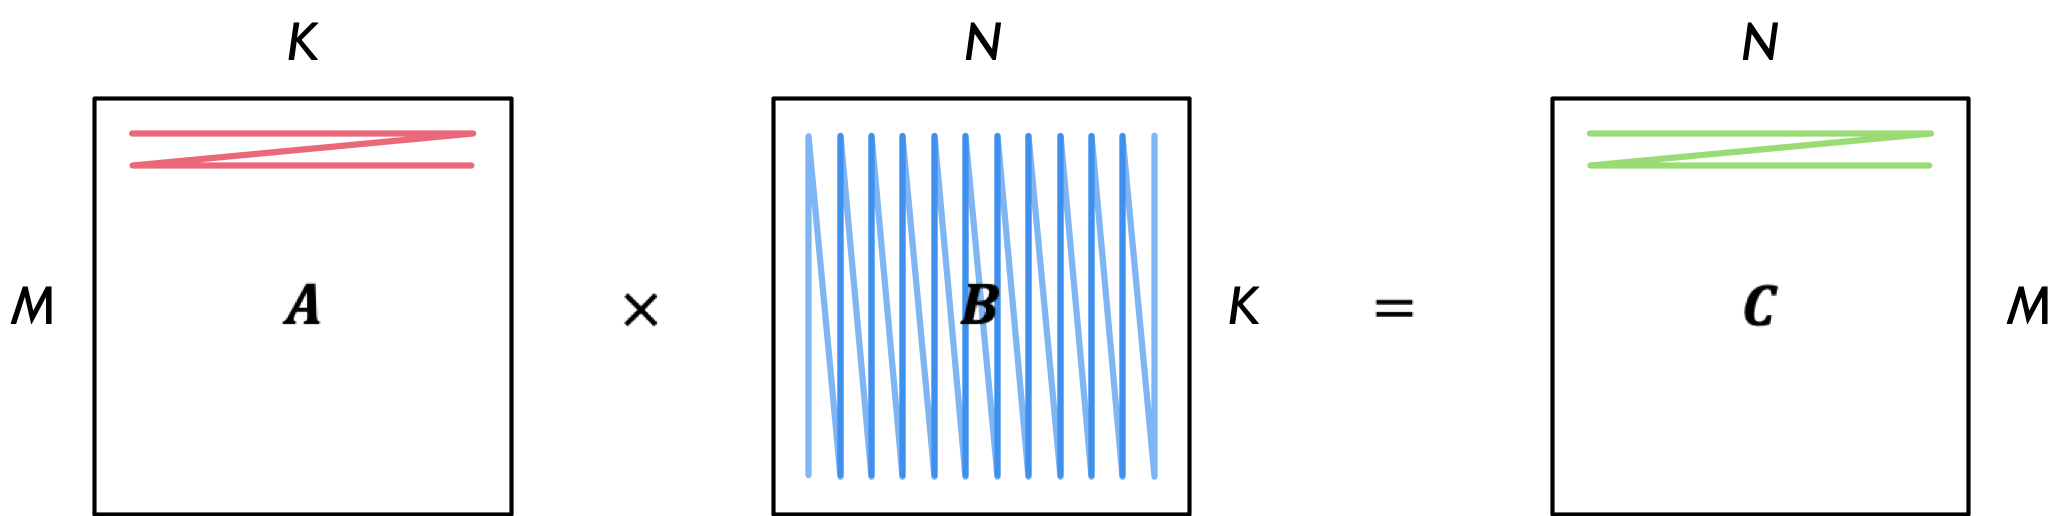 K N N
M A × B K = C M